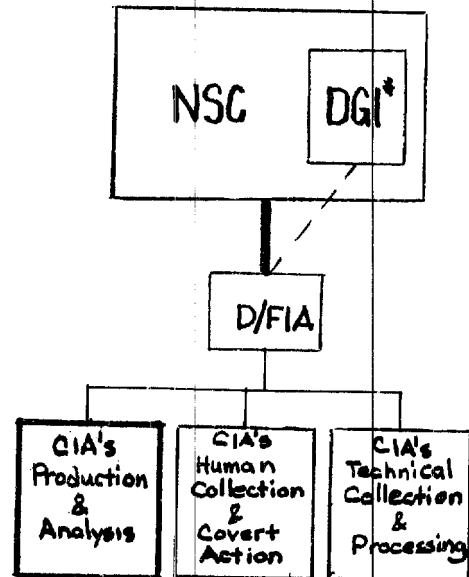 NSC
DGI*
D/FIA
CIA's
Production
&
Analysis
CIA's
Human
Collection
&
Covert
Action
CIA's
Technical
Collection
&
Processing